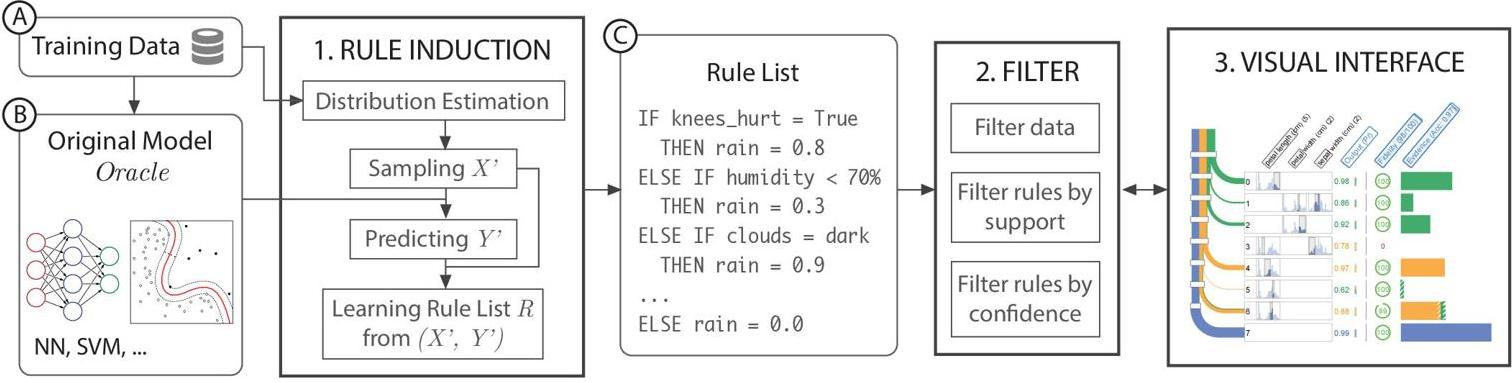 A
Training Data
B
Original Model
Oracle
NN, SVM, ...
1. RULE INDUCTION
Distribution Estimation
Sampling X’
Predicting Y’
Learning Rule List R
from (X’, Y’)
C
Rule List
IF knees_hurt = True
THEN rain = 0.8
ELSE IF humidity < 70%
THEN rain = 0.3
ELSE IF clouds = dark
THEN rain = 0.9
...
ELSE rain = 0.0
2. FILTER
Filter data
Filter rules by
support
Filter rules by
confidence
3. VISUAL INTERFACE
petal length (cm) (5)
petal width (cm) (2)
sepal width (cm) (2)
Output (Pr)
Fidelity (98/100)
Evidence (Acc: 0.97)
0 0.98 100
1 0.86 100
2 0.92 100
3 0.78 0
4 0.97 100
5 0.62 100
6 0.88
7 0.99 100